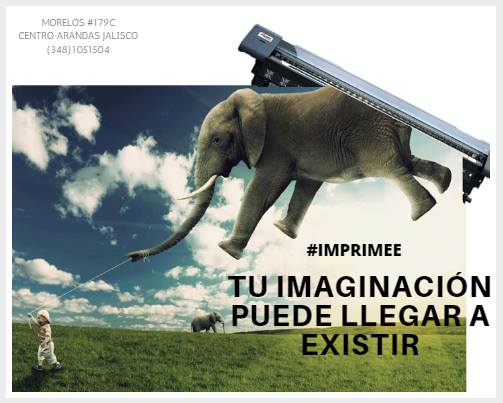 MORELOS #179C
CENTRO ARANDAS JALISCO
(348)1051504
#IMPRIMEE
TU IMAGINACIÓN
PUEDE LLEGAR A
EXISTIR